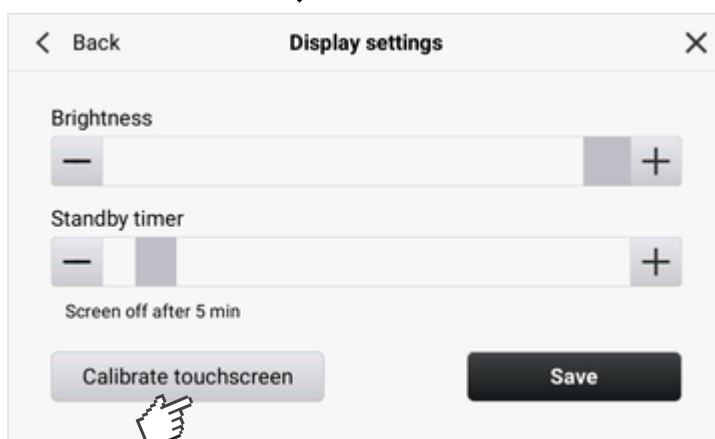 Back Display settings
Brightness
Standby timer
Screen off after 5 min
Calibrate touchscreen Save